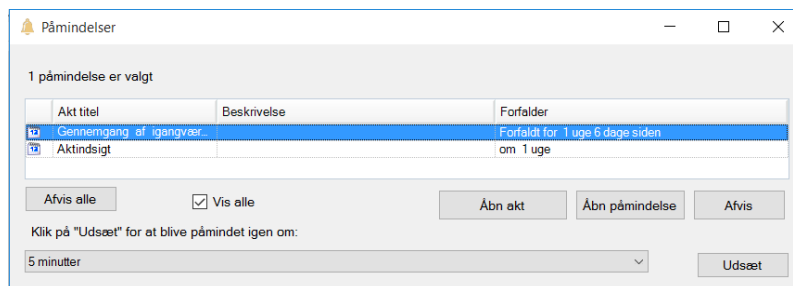 Påmindelser
1 påmindelse er valgt
Akt titel Beskrivelse Forfalder
12 Gennemgang af igangvær... Forfaldt for 1 uge 6 dage siden
12 Aktindsigt om 1 uge
Afvis alle Vis alle Åbn akt Åbn påmindelse Afvis
Klik på "Udsæt" for at blive påmindet igen om:
5 minutter Udsæt